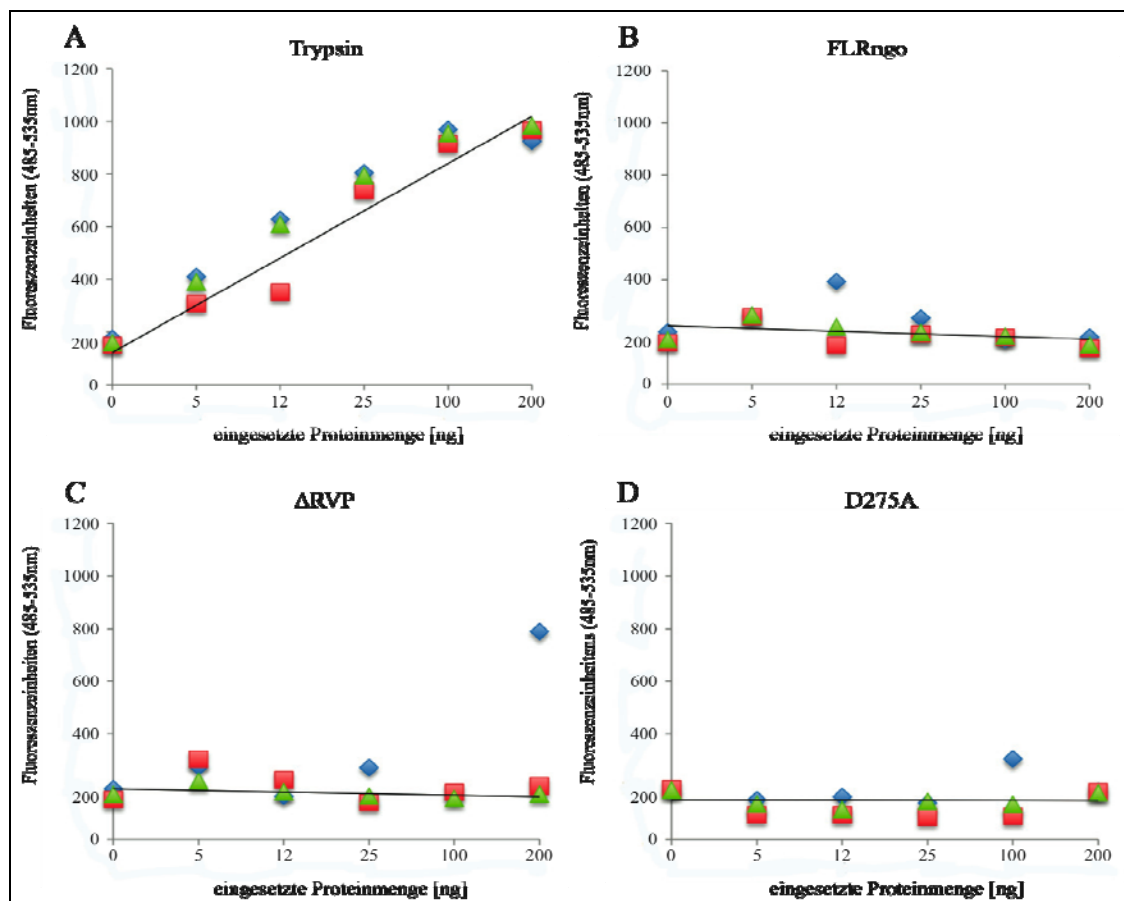 A
Trypsin
Fluoreszenzeinheiten (485-535nm)
1200
1000
800
600
400
200
0
0 5 12 25 100 200
eingesetzte Proteinmenge [ng]
B
FLRngo
Fluoreszenzeinheiten (485-535nm)
1200
1000
800
600
400
200
0
0 5 12 25 100 200
eingesetzte Proteinmenge [ng]
C
ΔRVP
Fluoreszenzeinheiten (485-535nm)
1200
1000
800
600
400
200
0
0 5 12 25 100 200
eingesetzte Proteinmenge [ng]
D
D275A
Fluoreszenzeinheitens (485-535nm)
1200
1000
800
600
400
200
0
0 5 12 25 100 200
eingesetzte Proteinmenge [ng]